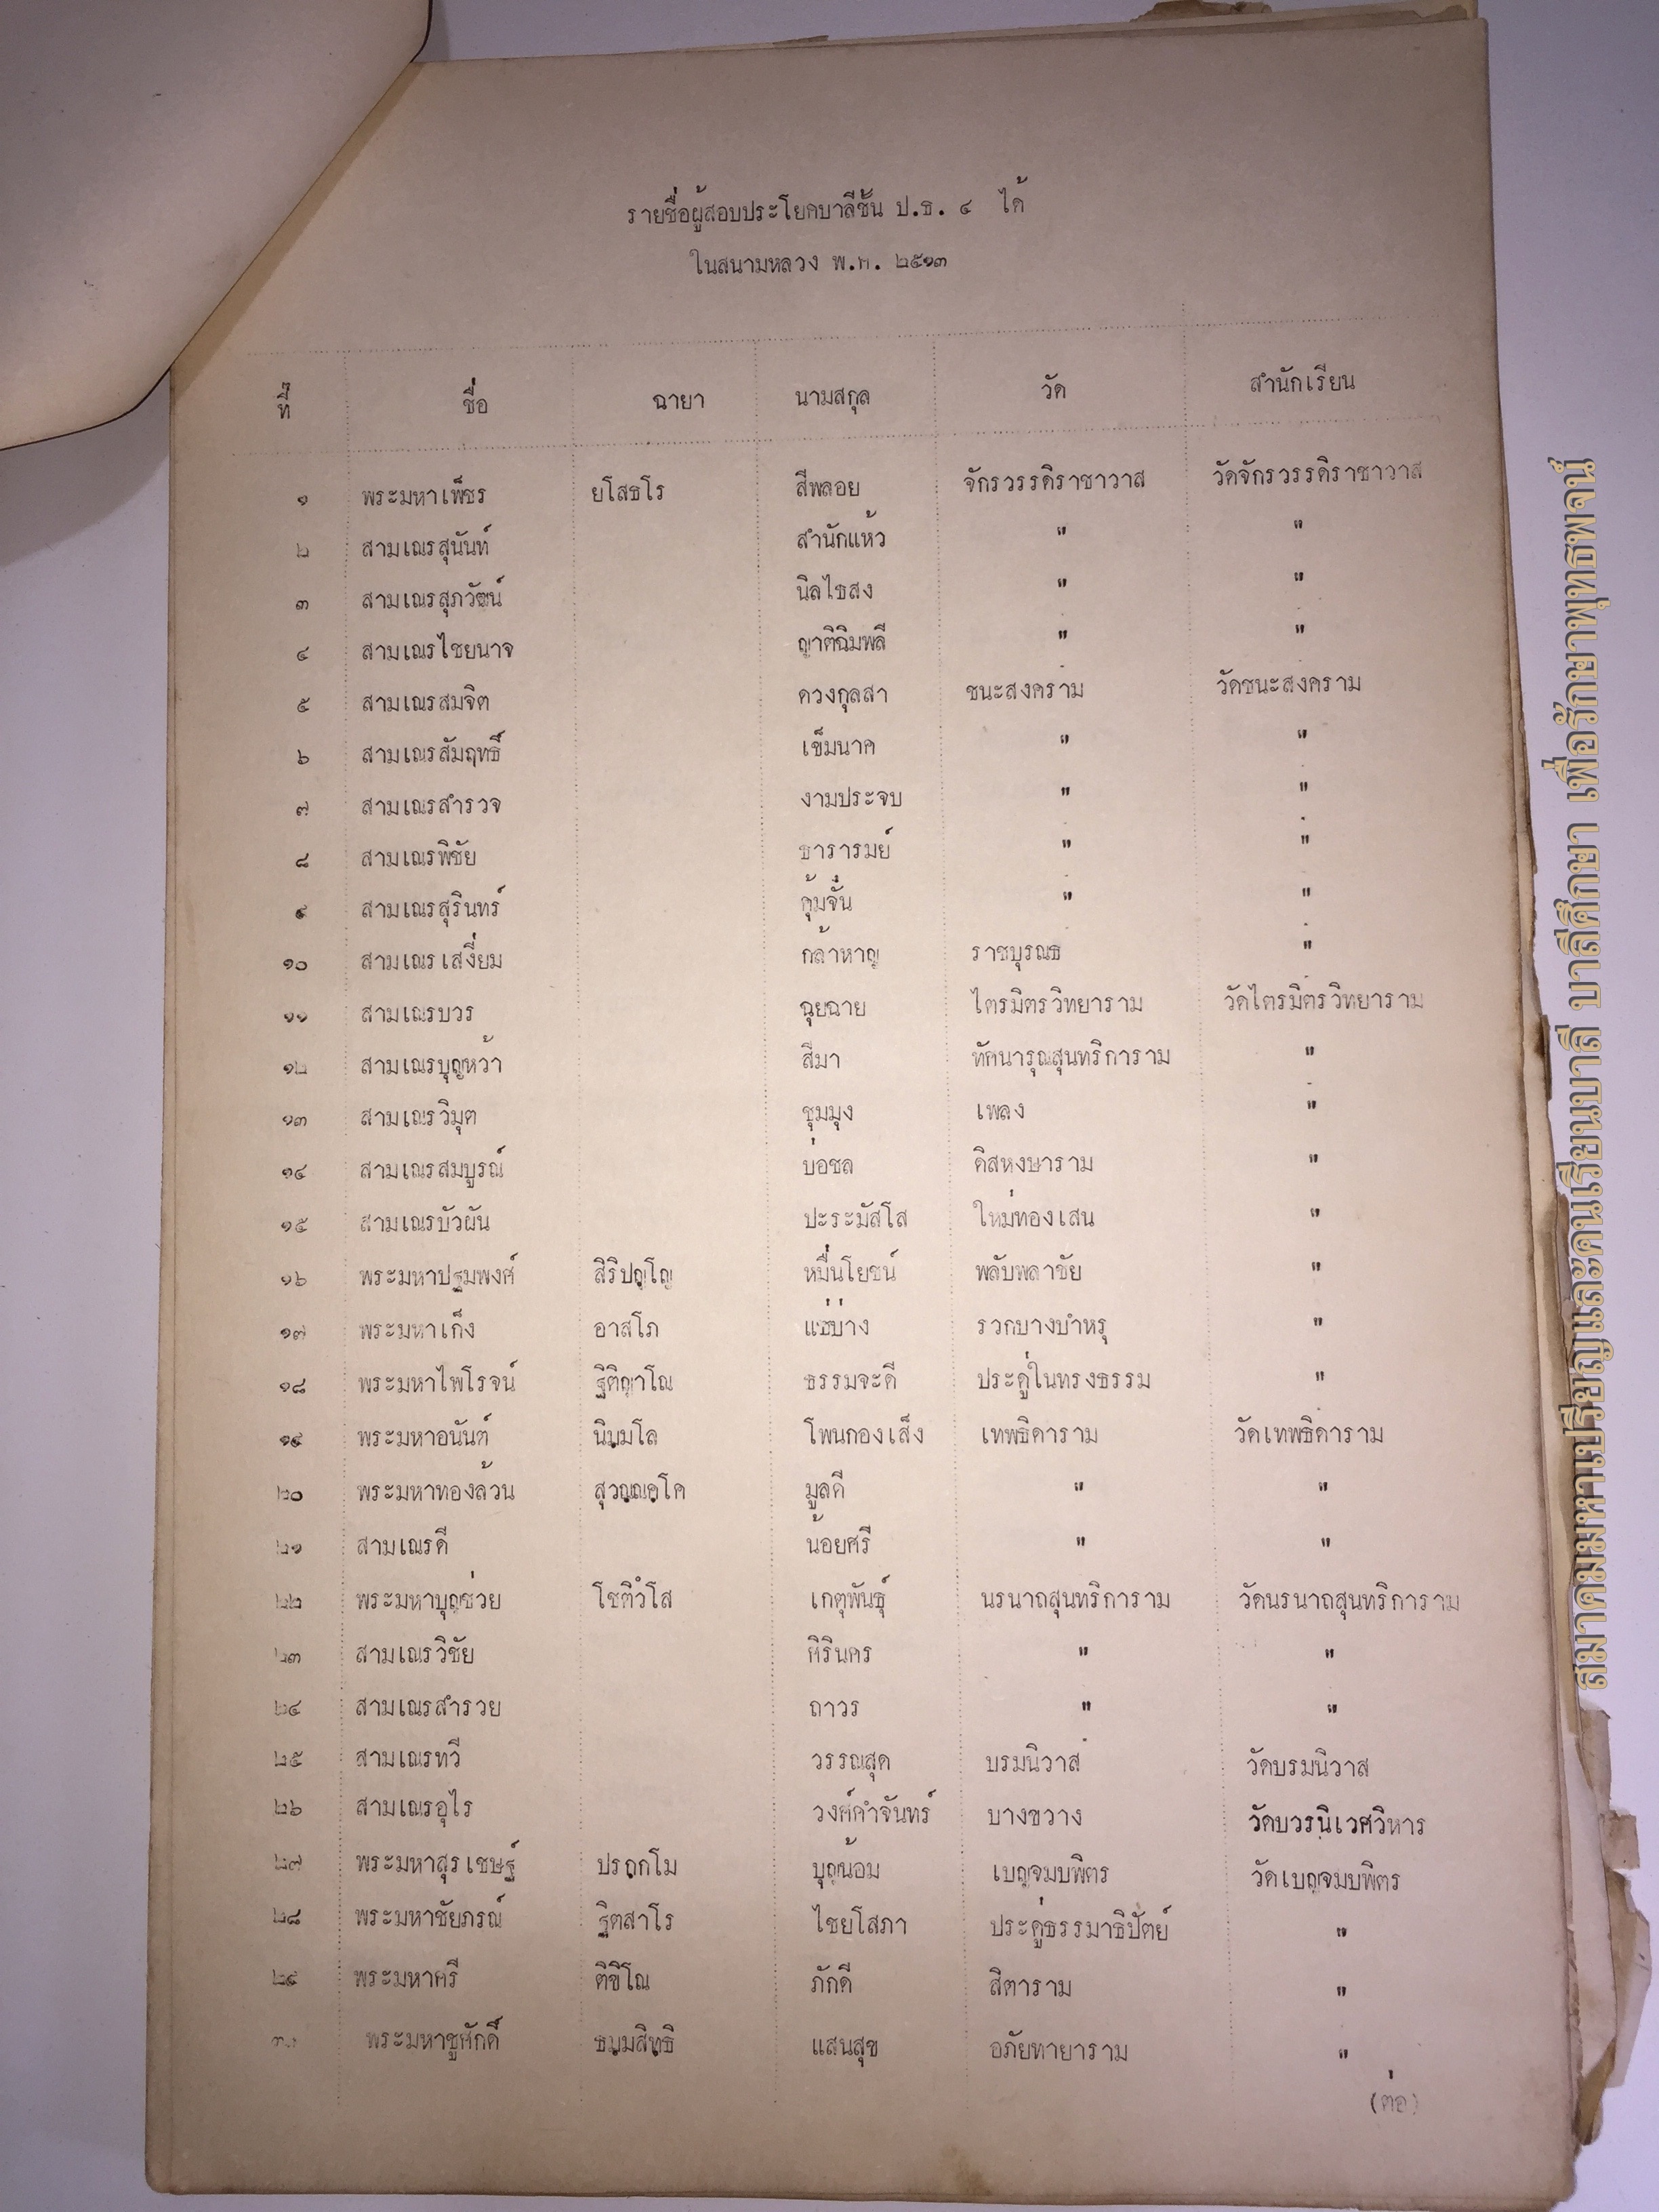 รายชื่อผู้สอบประโยคบาลีชั้น ป.ธ. ๔ ได้
ในสนามหลวง พ.ศ. ๒๕๑๓
ที่ ชื่อ ฉายา นามสกุล วัด สำนักเรียน
๑ พระมหาเพ็ชร ยโสธโร สีพลอย จักรวรรดิราชาวาส วัดจักรวรรดิราชาวาส
๒ สามเณรสุนันท์ สำนักแห้ว " "
๓ สามเณรสุภวัฒน์ นิลไธสง " "
๔ สามเณรไชยนาจ ญาติฉิมพลี " "
๕ สามเณรสมจิต ดวงกุลสา ชนะสงคราม วัดชนะสงคราม
๖ สามเณรสัมฤทธิ์ เข็มนาค " "
๗ สามเณรสำรวจ งามประจบ " "
๘ สามเณรพิชัย ธารารมย์ " "
๙ สามเณรสุรินทร์ คุ้มจั่น " "
๑๐ สามเณรเสงี่ยม กล้าหาญ ราชบุรณธ "
๑๑ สามเณรบวร ฉุยฉาย ไตรมิตรวิทยาราม วัดไตรมิตรวิทยาราม
๑๒ สามเณรบุญหว้า สีมา ทัศนารุณสุนทริการาม "
๑๓ สามเณรวิมุต ชุมมุง เพลง "
๑๔ สามเณรสมบูรณ์ บ่อชล ดิสหงษาราม "
๑๕ สามเณรบัวผัน ปะระมัสโส ใหม่ทองเสน "
๑๖ พระมหาปฐมพงศ์ สิริปญฺโญ หมื่นโยชน์ พลับพลาชัย "
๑๗ พระมหาเก็ง อาสโภ แซ่บ่าง รวกบางบำหรุ "
๑๘ พระมหาไพโรจน์ ฐิติญาโณ ธรรมจะดี ประดู่ในทรงธรรม "
๑๙ พระมหาอนันต์ นิมฺมโล โพนกองเส็ง เทพธิดาราม วัดเทพธิดาราม
๒๐ พระมหาทองล้วน มูลดี " "
๒๑ สามเณรดี น้อยศรี " "
๒๒ พระมหาบุญช่วย โชติวํโส เกตุพันธุ์ นรนาถสุนทริการาม วัดนรนาถสุนทริการาม
๒๓ สามเณรวิชัย ศิรินคร " "
๒๔ สามเณรสำรวย ถาวร " "
๒๕ สามเณรทวี วรรณสุด บรมนิวาส วัดบรมนิวาส
๒๖ สามเณรอุไร วงศ์คำจันทร์ บางขวาง วัดบวรนิเวศวิหาร
๒๗ พระมหาสุรเชษฐ์ ปรกฺกโม บุญน้อม เบญจมบพิตร วัดเบญจมบพิตร
๒๘ พระมหาชัยภรณ์ ฐิตสาโร ไชยโสภา ประดู่ธรรมาธิปัตย์ "
๒๙ พระมหาศรี ติขิโณ ภักดี สิตาราม "
๓๐ พระมหาชูศักดิ์ ธมฺมสิทฺธิ แสนสุข อภัยทายาราม "
(ต่อ)
สมาคมมหาเปรียญและคนเรียนบาลี บาลีศึกษา เพื่อรักษาพุทธพจน์